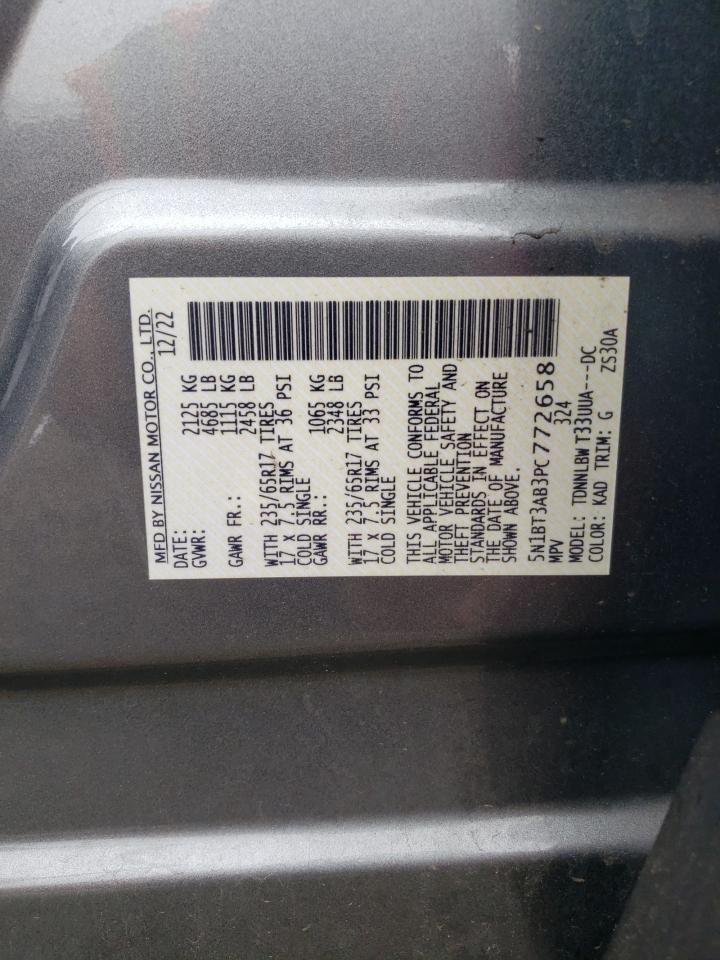 MFD BY NISSAN MOTOR CO., LTD.
DATE: 12/22
GVWR: 2125 KG
4685 LB
GAWR FR.: 1115 KG
2458 LB
WITH 235/65R17 TIRES
17 X 7.5 RIMS AT 36 PSI
COLD SINGLE
GAWR RR.: 1065 KG
2348 LB
WITH 235/65R17 TIRES
17 X 7.5 RIMS AT 33 PSI
COLD SINGLE
THIS VEHICLE CONFORMS TO
ALL APPLICABLE FEDERAL
MOTOR VEHICLE SAFETY AND
THEFT PREVENTION
STANDARDS IN EFFECT ON
THE DATE OF MANUFACTURE
SHOWN ABOVE.
5N1BT3AB3PC772658
MPV 324
MODEL: TDNNLBW T33UUA---DC
COLOR: KAD TRIM: G ZS30A